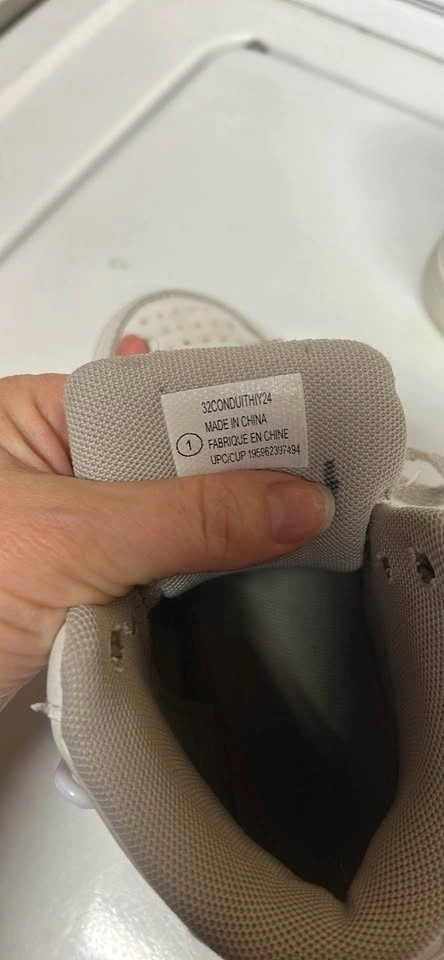 32CONDUITHIY24
MADE IN CHINA
1 FABRIQUE EN CHINE
UPC/CUP 195962397494